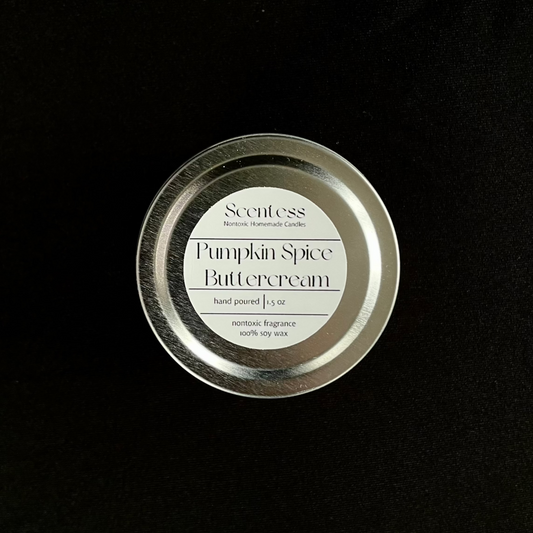 Scentess
Nontoxic Homemade Candles
Pumpkin Spice
Buttercream
hand poured | 1.5 oz
nontoxic fragrance
100% soy wax